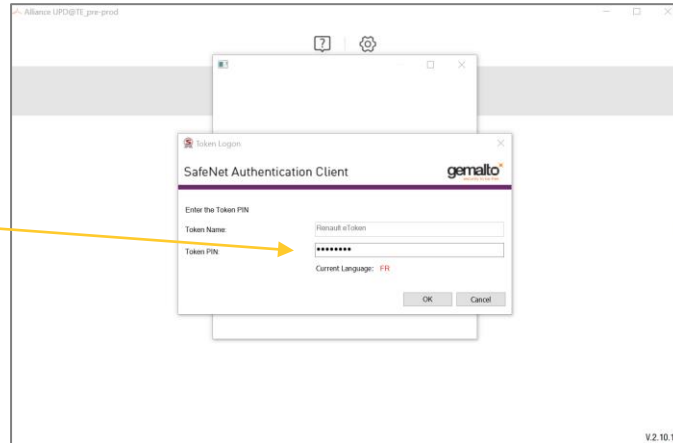 Alliance UPD@TE_pre-prod
Token Logon
SafeNet Authentication Client
gemalto
Enter the Token PIN
Token Name:
Renault eToken
Token PIN:
••••••••
Current Language: FR
OK
Cancel
V.2.10.1